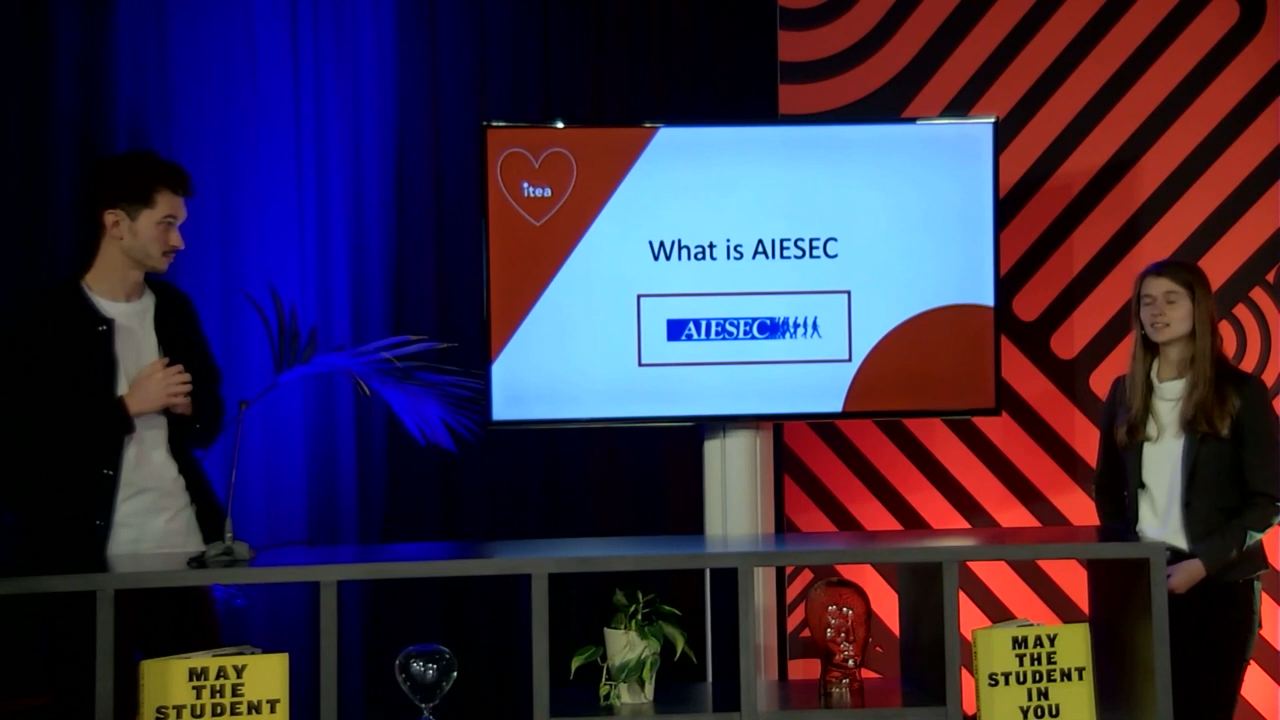 itea
What is AIESEC
AIESEC
MAY
THE
STUDENT
MAY
THE
STUDENT
IN
YOU